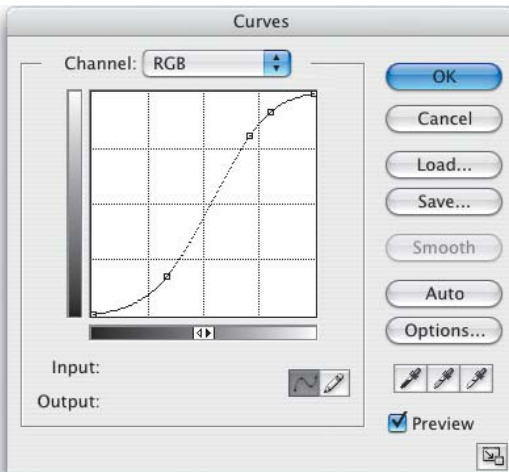 Curves
Channel: RGB
OK
Cancel
Load...
Save...
Smooth
Auto
Options...
Input:
Output:
Preview